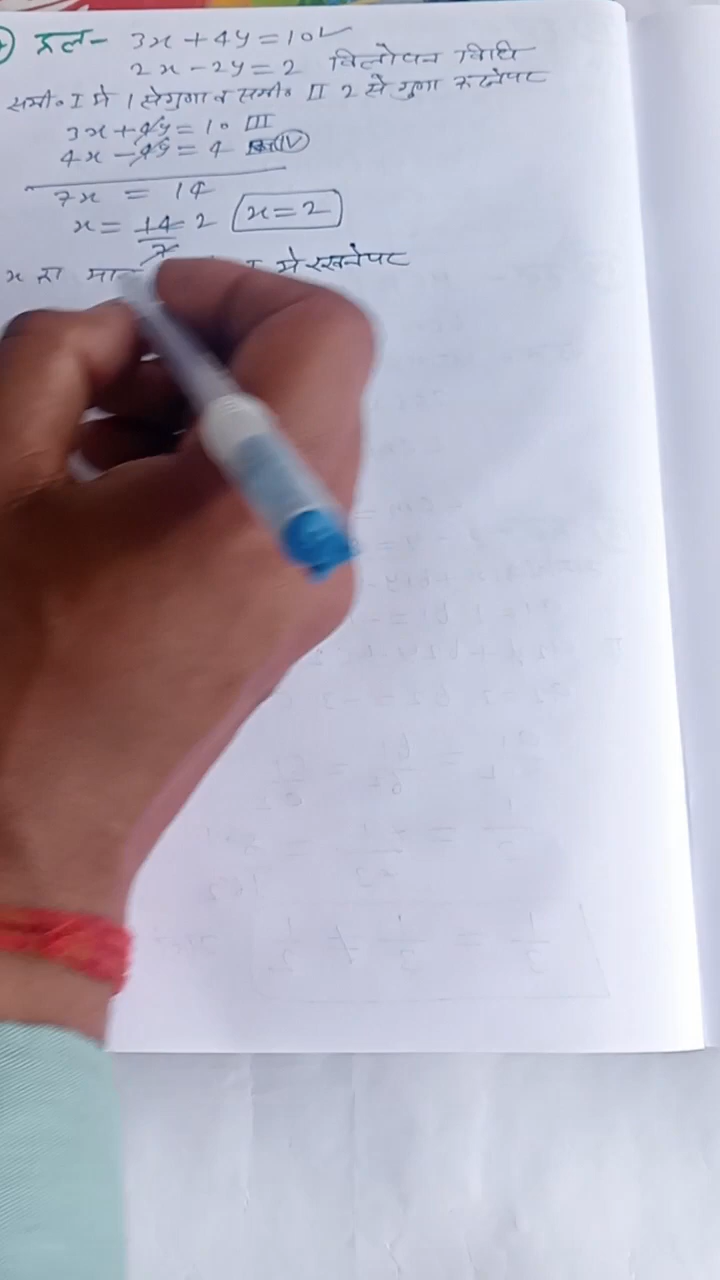 हल- 3x + 4y = 10
2x - 2y = 2 विलोपन विधि
समी० I मे 1 से गुणा व समी० II 2 से गुणा करनेपर
3x + 4y = 10 III
4x - 4y = 4 IV
7x = 14
x = 14/7 2 x = 2
x का मान I मे रखनेपर